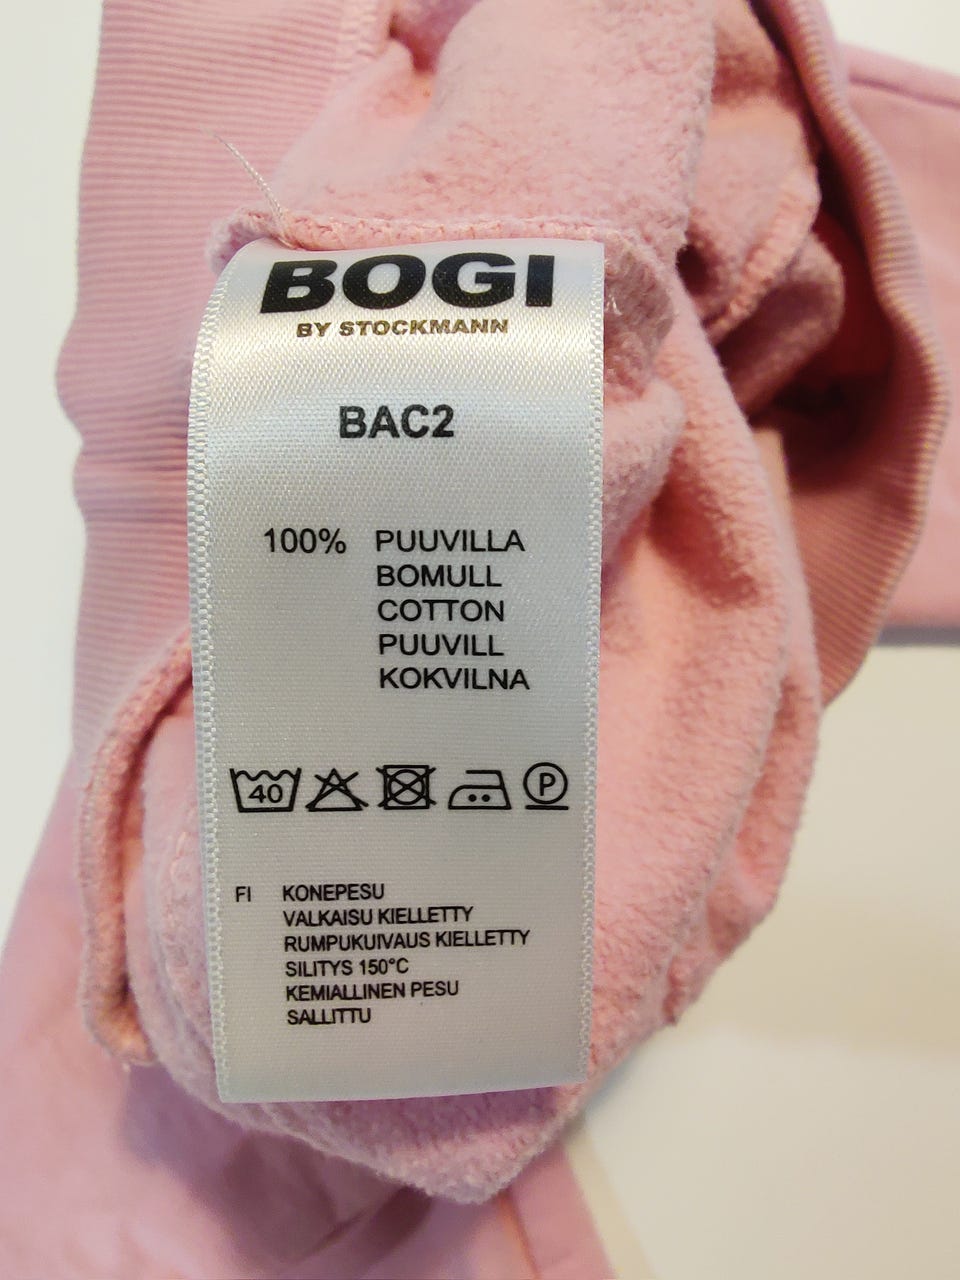 BOGI
BY STOCKMANN
BAC2
100% PUUVILLA
BOMULL
COTTON
PUUVILL
KOKVILNA
40 P
FI KONEPESU
VALKAISU KIELLETTY
RUMPUKUIVAUS KIELLETTY
SILITYS 150°C
KEMIALLINEN PESU
SALLITTU